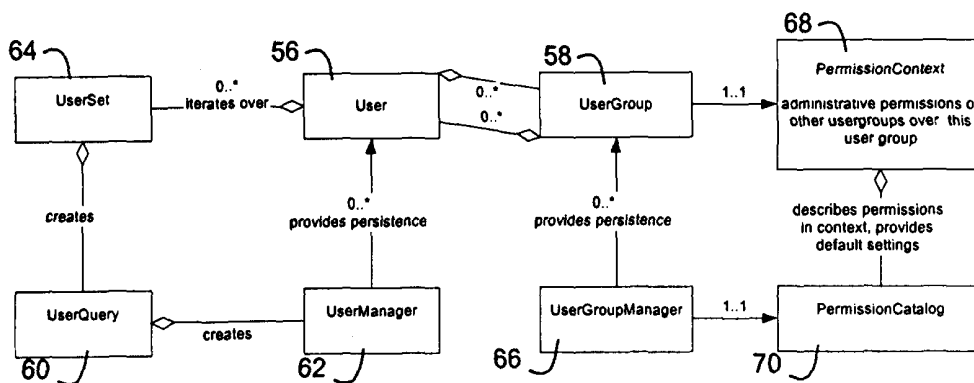 64
UserSet
0..*
iterates over
56
User
0..*
0..*
58
UserGroup
1..1
68
PermissionContext
administrative permissions o
other usergroups over this
user group
creates
0..*
provides persistence
0..*
provides persistence
describes permissions
in context, provides
default settings
UserQuery
60
creates
UserManager
62
UserGroupManager
66
1..1
PermissionCatalog
70